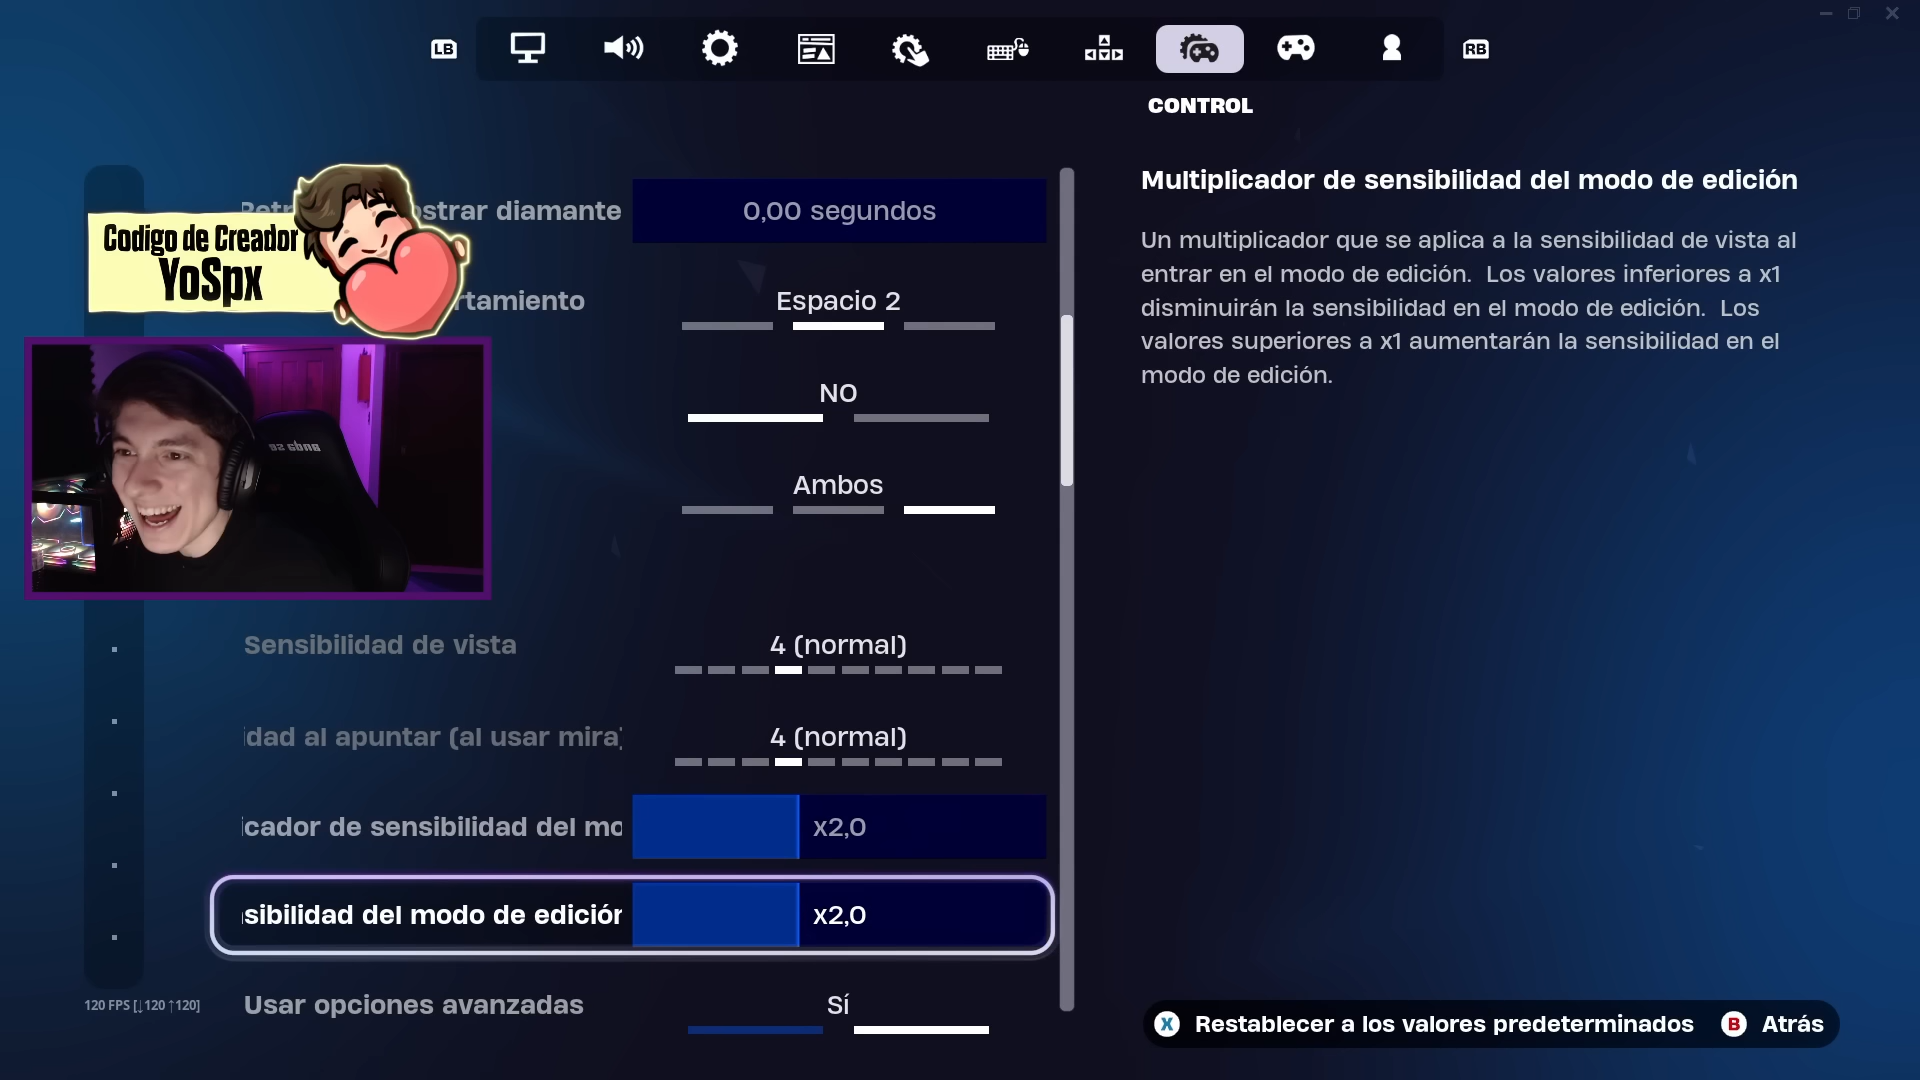 LB
RB
CONTROL
ostrar diamante
0,00 segundos
Codigo de Creador
YoSpx
rtamiento
Espacio 2
NO
Ambos
Sensibilidad de vista
4 (normal)
idad al apuntar (al usar mira)
4 (normal)
icador de sensibilidad del mo
x2,0
sibilidad del modo de edición
x2,0
Usar opciones avanzadas
Sí
120 FPS [↓120 ↑120]
Multiplicador de sensibilidad del modo de edición
Un multiplicador que se aplica a la sensibilidad de vista al
entrar en el modo de edición. Los valores inferiores a x1
disminuirán la sensibilidad en el modo de edición. Los
valores superiores a x1 aumentarán la sensibilidad en el
modo de edición.
X Restablecer a los valores predeterminados
B Atrás